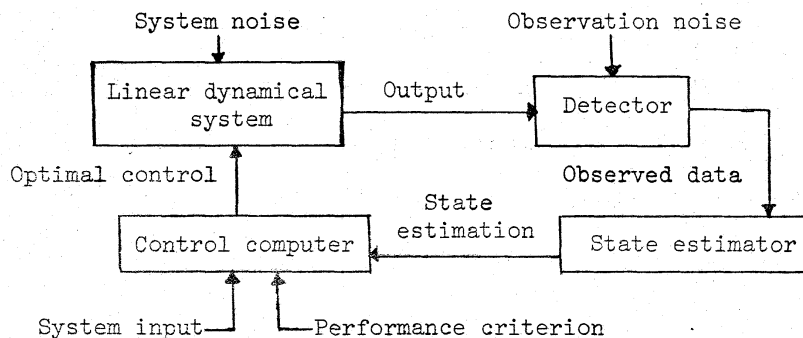 System noise
Observation noise
Linear dynamical
system
Output
Detector
Optimal control
Observed data
State
estimation
Control computer
State estimator
System input
Performance criterion